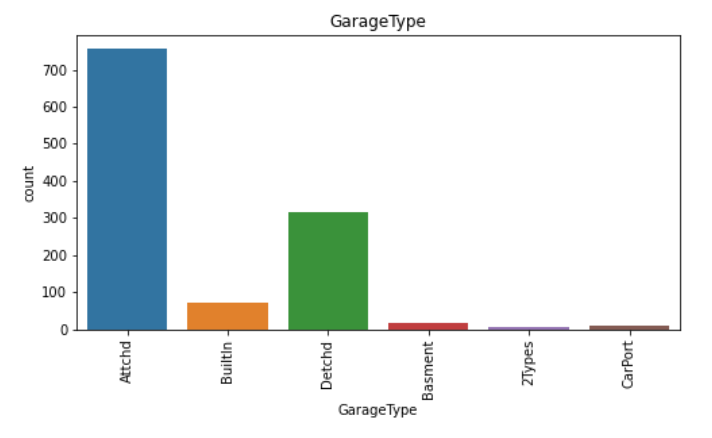 GarageType
700
600
500
400
300
200
100
0
count
Attchd
BuiltIn
Detchd
Basment
2Types
CarPort
GarageType